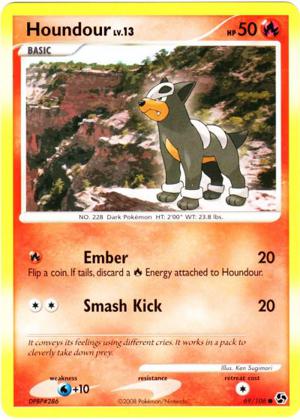 Houndour LV.13 HP 50
BASIC
NO. 228 Dark Pokémon HT: 2'00" WT: 23.8 lbs.
Ember 20
Flip a coin. If tails, discard a Energy attached to Houndour.
Smash Kick 20
It conveys its feelings using different cries. It works in a pack to
cleverly take down prey.
Illus. Ken Sugimori
weakness resistance retreat cost
+10
DPBP#286 ©2008 Pokémon/Nintendo 69/106